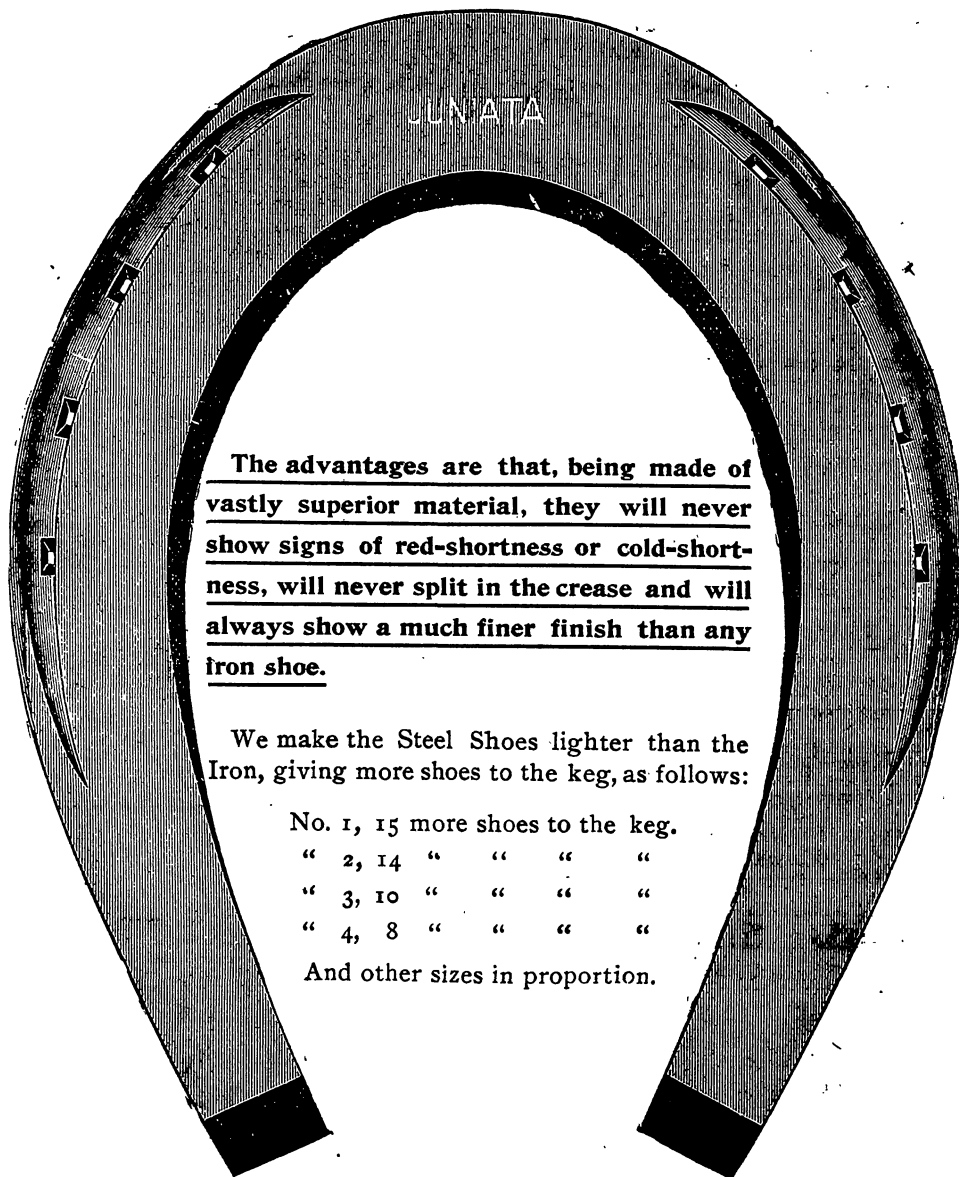 JUNIATA
The advantages are that, being made of
vastly superior material, they will never
show signs of red-shortness or cold-short-
ness, will never split in the crease and will
always show a much finer finish than any
iron shoe.
We make the Steel Shoes lighter than the
Iron, giving more shoes to the keg, as follows:
No. 1, 15 more shoes to the keg.
“ 2, 14 “ “ “ “
“ 3, 10 “ “ “ “
“ 4, 8 “ “ “ “
And other sizes in proportion.